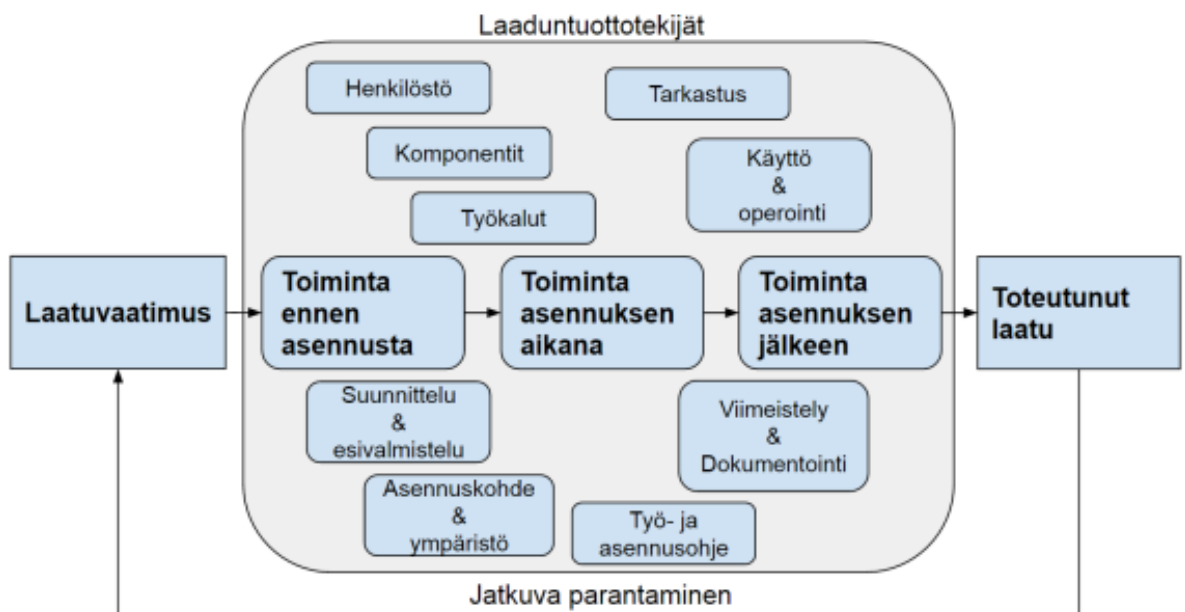 Laaduntuottotekijät
Henkilöstö
Tarkastus
Komponentit
Käyttö
&
operointi
Työkalut
Laatuvaatimus
Toiminta
ennen
asennusta
Toiminta
asennuksen
aikana
Toiminta
asennuksen
jälkeen
Toteutunut
laatu
Suunnittelu
&
esivalmistelu
Viimeistely
&
Dokumentointi
Asennuskohde
&
ympäristö
Työ- ja
asennusohje
Jatkuva parantaminen